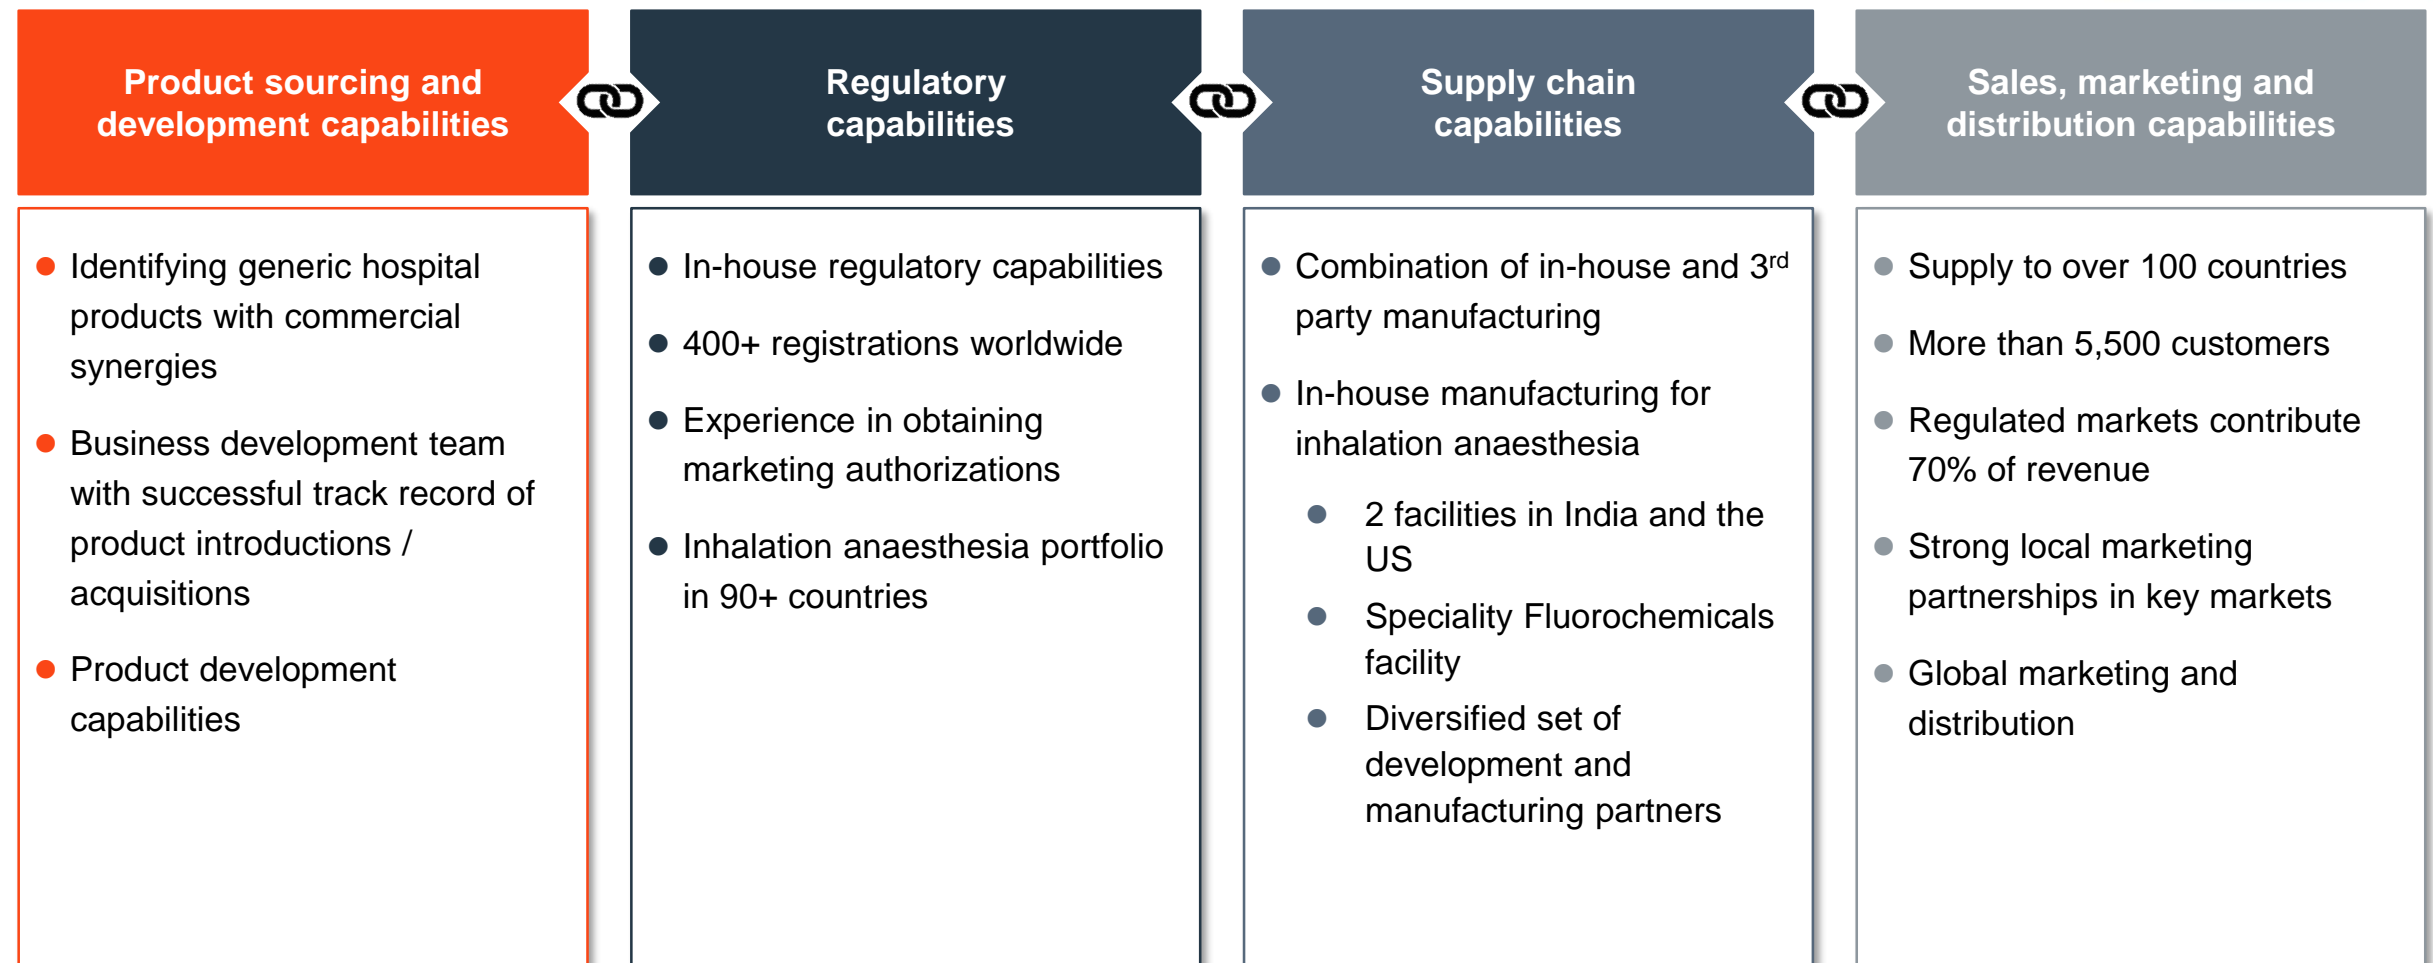 Product sourcing and
development capabilities
Identifying generic hospital
products with commercial
synergies
Business development team
with successful track record of
product introductions /
acquisitions
Product development
capabilities
Regulatory
capabilities
In-house regulatory capabilities
400+ registrations worldwide
Experience in obtaining
marketing authorizations
Inhalation anaesthesia portfolio
in 90+ countries
Supply chain
capabilities
Combination of in-house and 3rd
party manufacturing
In-house manufacturing for
inhalation anaesthesia
2 facilities in India and the
US
Speciality Fluorochemicals
facility
Diversified set of
development and
manufacturing partners
Sales, marketing and
distribution capabilities
Supply to over 100 countries
More than 5,500 customers
Regulated markets contribute
70% of revenue
Strong local marketing
partnerships in key markets
Global marketing and
distribution